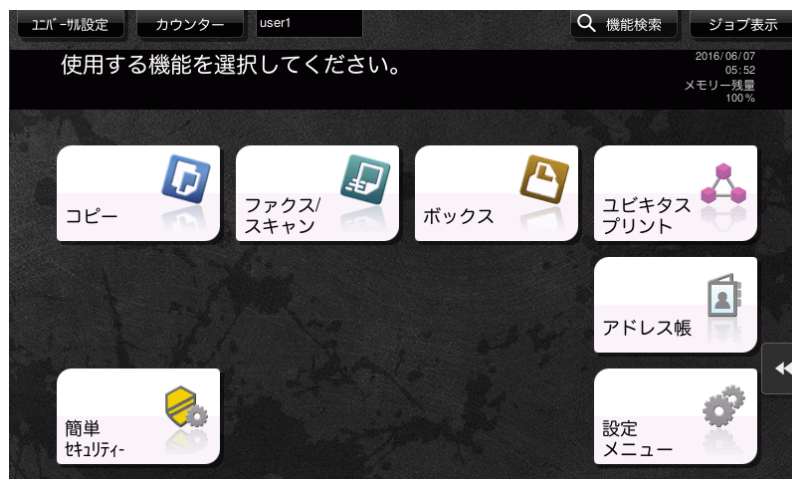 ﾕﾆﾊﾞｰｻﾙ設定
カウンター
user1
機能検索
ジョブ表示
使用する機能を選択してください。
2016/06/07
05:52
メモリー残量
100%
コピー
ファクス/
スキャン
ボックス
ユビキタス
プリント
アドレス帳
簡単
ｾｷｭﾘﾃｨｰ
設定
メニュー